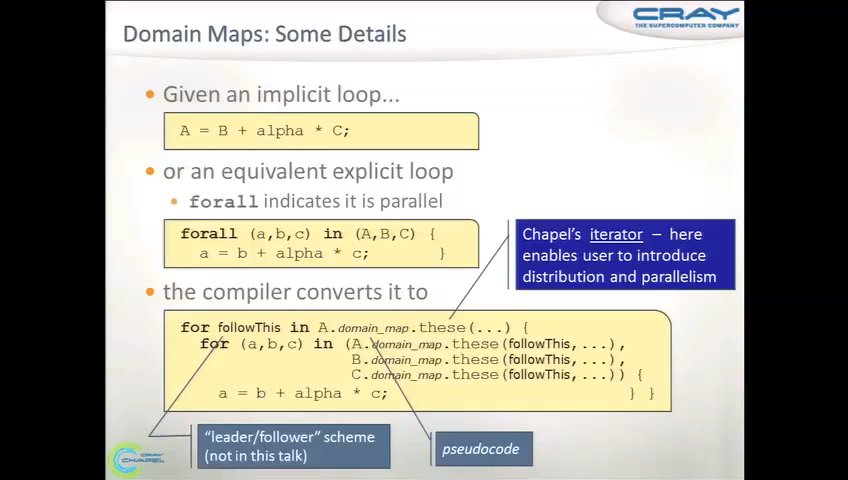 CRAY
THE SUPERCOMPUTER COMPANY
Domain Maps: Some Details
• Given an implicit loop...
A = B + alpha * C;
• or an equivalent explicit loop
• forall indicates it is parallel
forall (a,b,c) in (A,B,C) {
a = b + alpha * c; }
Chapel's iterator – here
enables user to introduce
distribution and parallelism
• the compiler converts it to
for followThis in A.domain_map.these(...) {
for (a,b,c) in (A.domain_map.these(followThis,...),
B.domain_map.these(followThis,...),
C.domain_map.these(followThis,...)) {
a = b + alpha * c; } }
"leader/follower" scheme
(not in this talk)
pseudocode
CRAY
CHAPEL